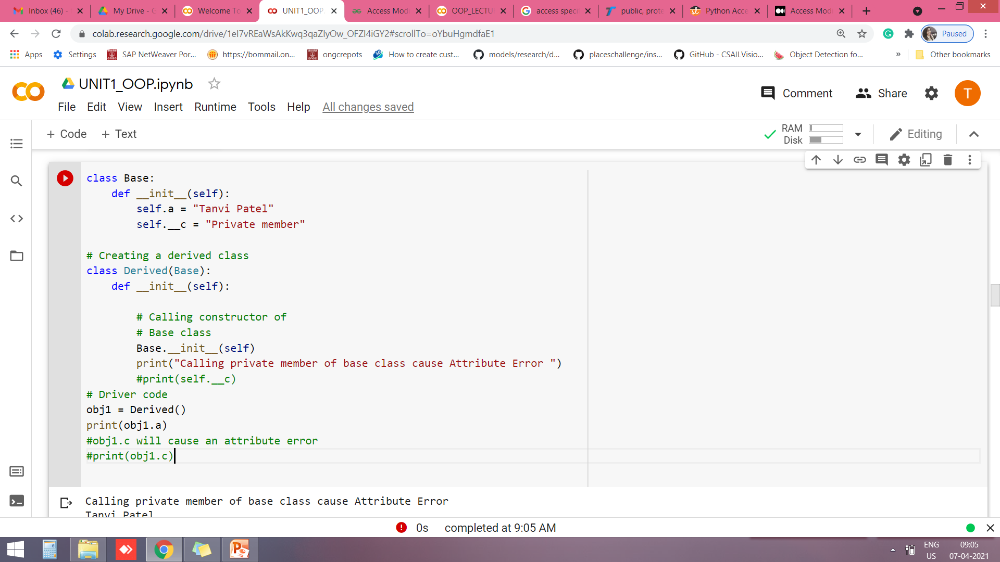 Inbox (46) -
My Drive - G
Welcome To
UNIT1_OOP.
Access Modi
OOP_LECTU
access speci
public, prote
Python Acce
Access Modi
colab.research.google.com/drive/1eI7vREaWsAkKwq3qaZIyOw_OFZI4iGY2#scrollTo=oYbuHgmdfaE1
Paused
Apps
Settings
SAP NetWeaver Por...
https://bommail.on...
ongcrepots
How to create cust...
models/research/d...
placeschallenge/ins...
GitHub - CSAILVisio...
Object Detection fo...
»
Other bookmarks
UNIT1_OOP.ipynb
Comment
Share
T
File Edit View Insert Runtime Tools Help All changes saved
+ Code + Text
RAM
Disk
Editing
class Base:
def __init__(self):
self.a = "Tanvi Patel"
self.__c = "Private member"
# Creating a derived class
class Derived(Base):
def __init__(self):
# Calling constructor of
# Base class
Base.__init__(self)
print("Calling private member of base class cause Attribute Error ")
#print(self.__c)
# Driver code
obj1 = Derived()
print(obj1.a)
#obj1.c will cause an attribute error
#print(obj1.c)
Calling private member of base class cause Attribute Error
Tanvi Patel
0s completed at 9:05 AM
ENG
US
09:05
07-04-2021